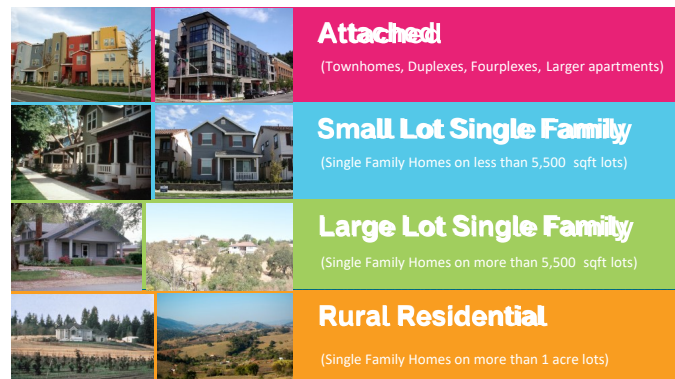 Attached
(Townhomes, Duplexes, Fourplexes, Larger apartments)
Small Lot Single Family
(Single Family Homes on less than 5,500 sqft lots)
Large Lot Single Family
(Single Family Homes on more than 5,500 sqft lots)
Rural Residential
(Single Family Homes on more than 1 acre lots)